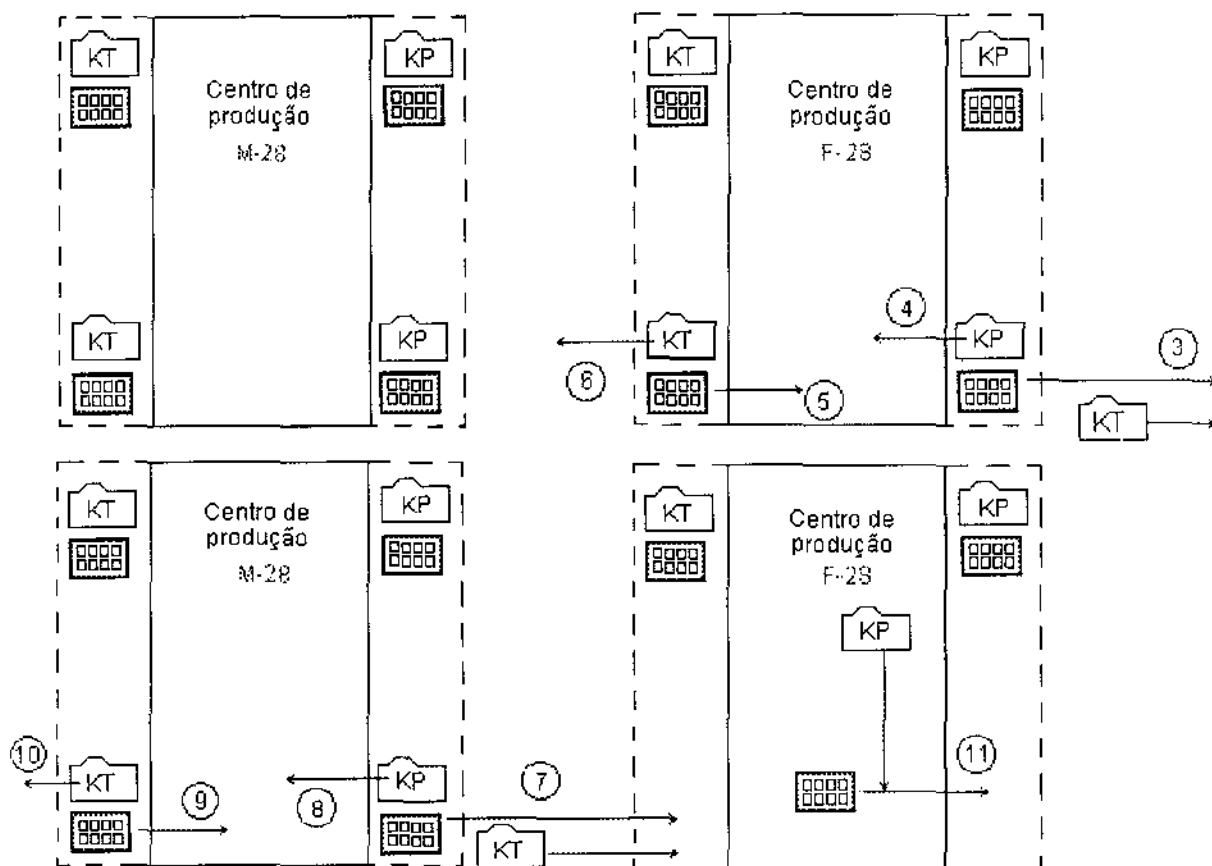 KT
Centro de
produção
M-28
KP
KT
KP
KT
Centro de
produção
F-28
KP
4
3
KT
KP
6
5
KT
KT
Centro de
produção
M-28
KP
10
KT
9
8
KP
7
KT
KT
Centro de
produção
F-28
KP
KP
11